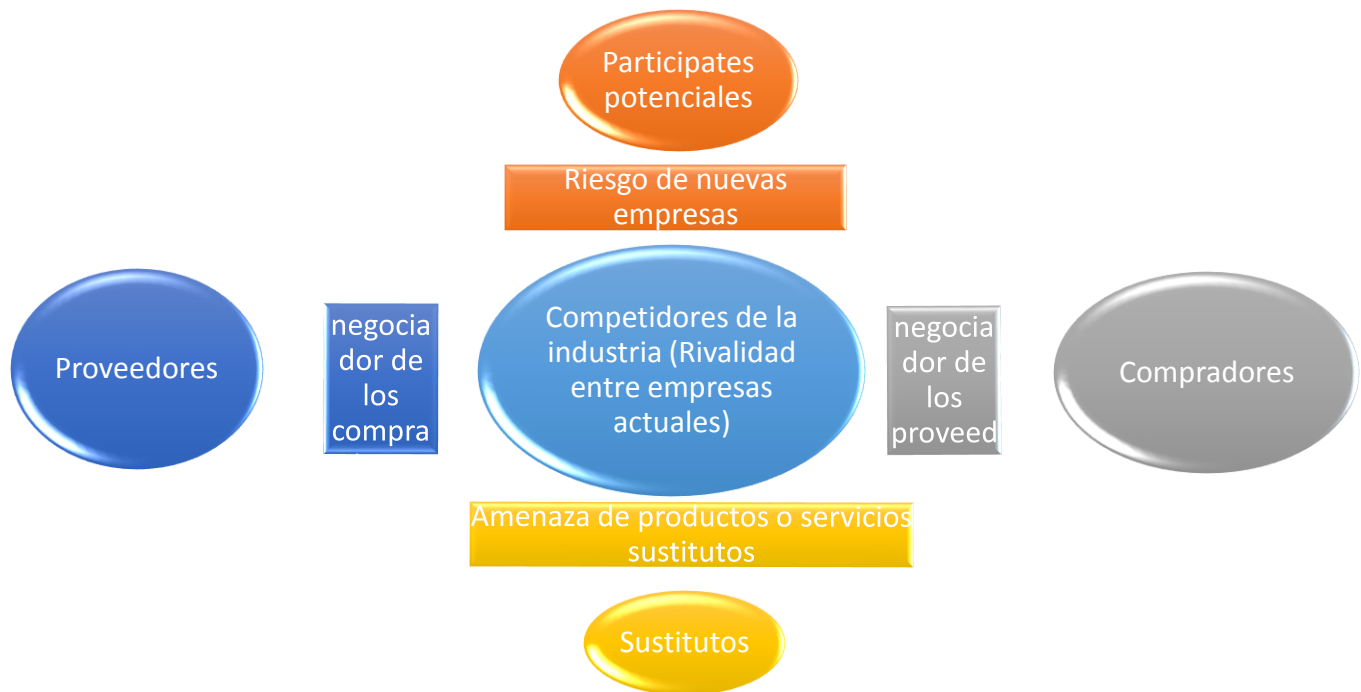 Participates
potenciales
Riesgo de nuevas
empresas
Proveedores
negocia
dor de
los
compra
Competidores de la
industria (Rivalidad
entre empresas
actuales)
negocia
dor de
los
proveed
Compradores
Amenaza de productos o servicios
sustitutos
Sustitutos